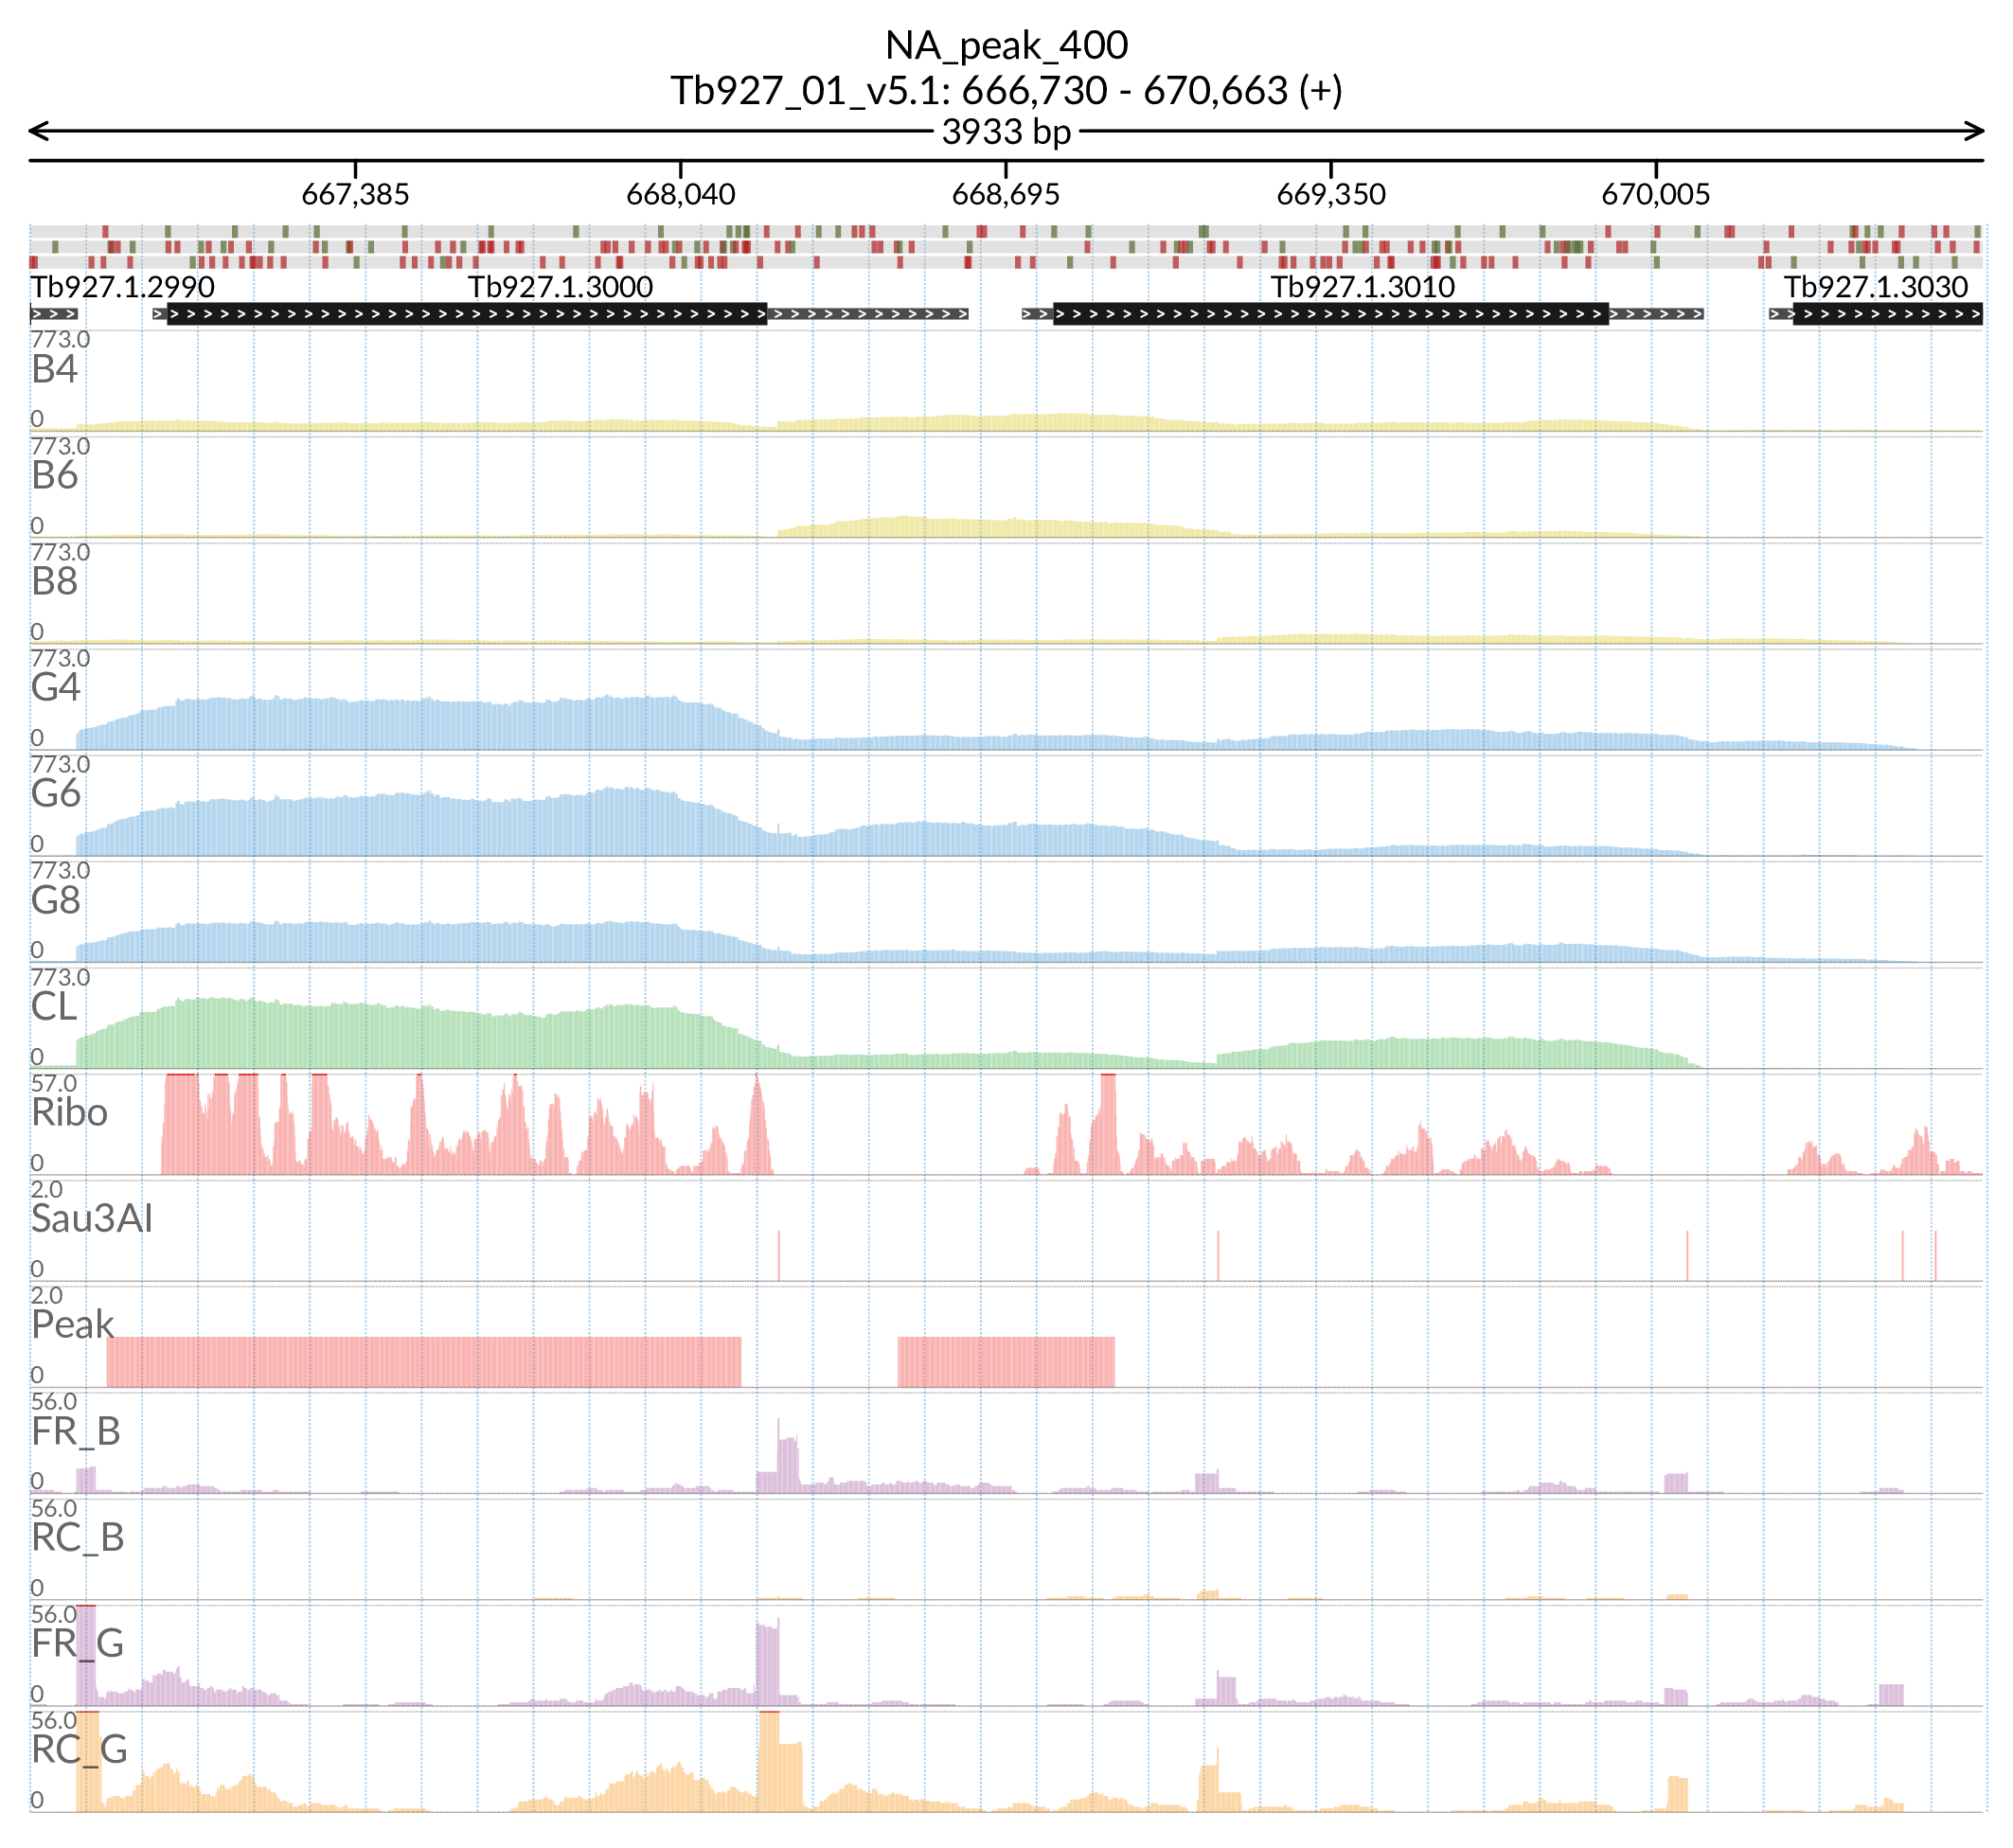 NA_peak_400
Tb927_01_v5.1: 666,730 - 670,663 (+)
3933 bp
667,385 668,040 668,695 669,350 670,005
Tb927.1.2990 Tb927.1.3000 Tb927.1.3010 Tb927.1.3030
773.0
B4
0
773.0
B6
0
773.0
B8
0
773.0
G4
0
773.0
G6
0
773.0
G8
0
773.0
CL
0
57.0
Ribo
0
2.0
Sau3AI
0
2.0
Peak
0
56.0
FR_B
0
56.0
RC_B
0
56.0
FR_G
0
56.0
RC_G
0